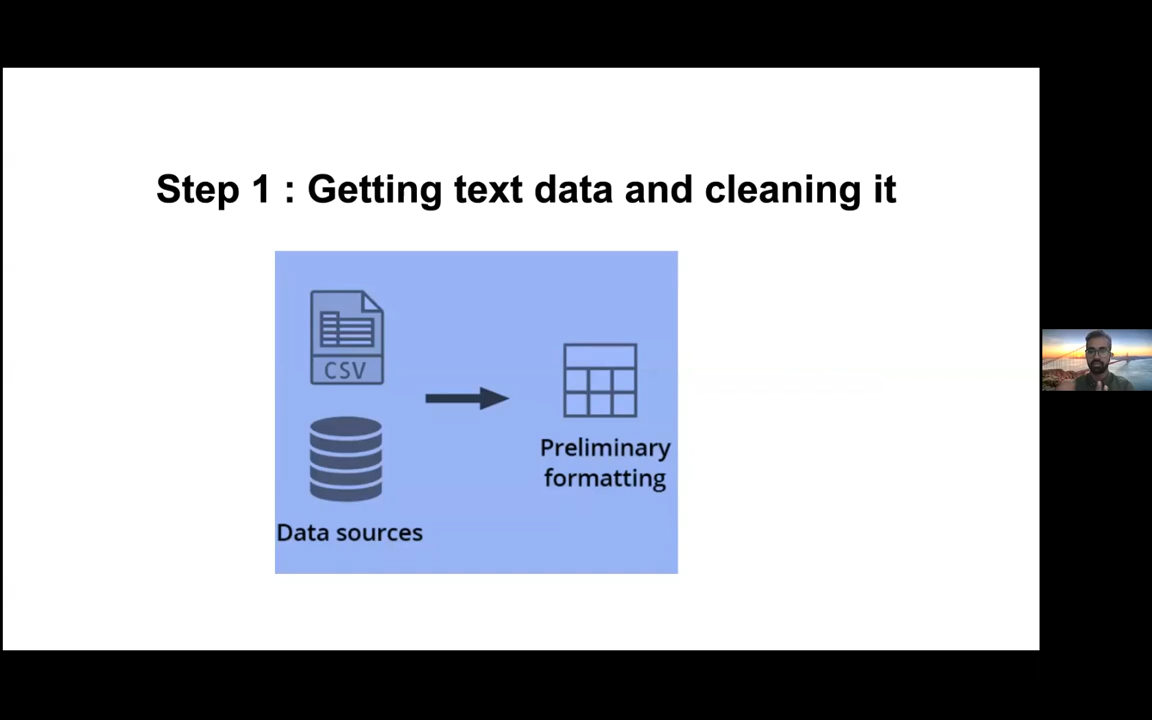 Step 1 : Getting text data and cleaning it
CSV
Preliminary
formatting
Data sources